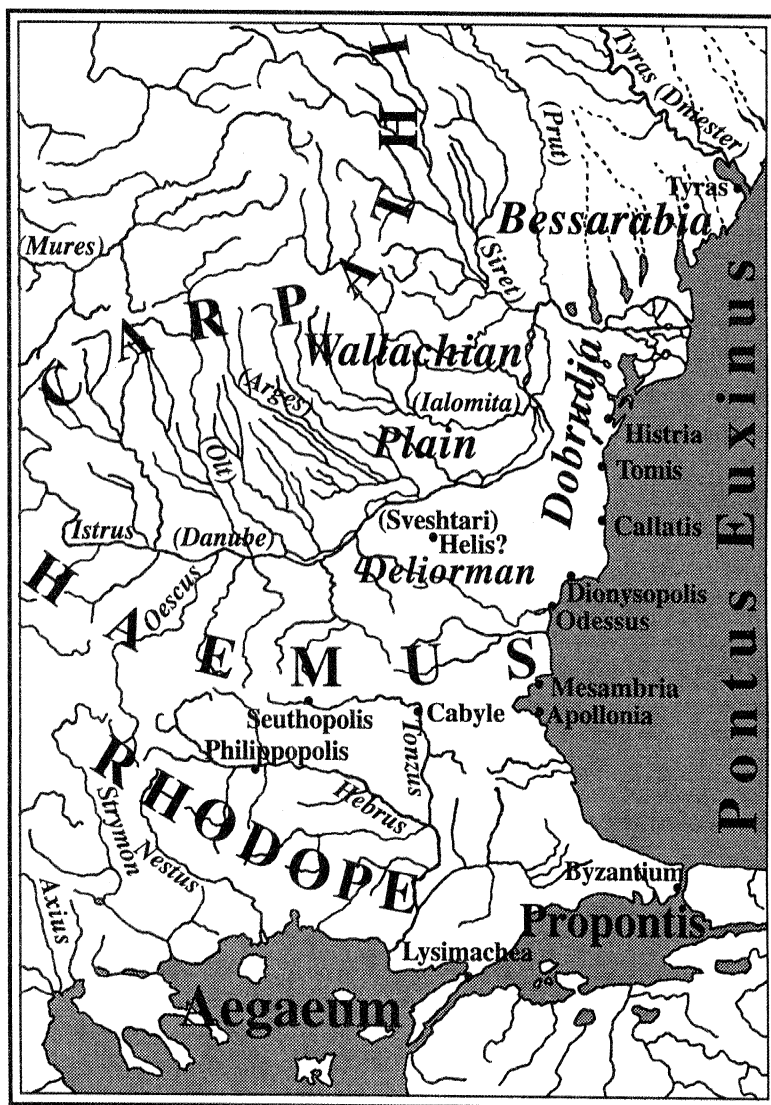 CARPATHI
Tyras (Dniester)
(Prut)
Tyras
Bessarabia
(Mures)
(Siret)
Wallachian
Plain
(Arges)
(Ialomita)
(Olt)
Dobrudja
Histria
Tomis
Callatis
Pontus Euxinus
Istrus
(Danube)
(Sveshtari)
Helis?
Deliorman
Dionysopolis
Odessus
Oescus
HAEMUS
Mesambria
Apollonia
Seuthopolis
Cabyle
Philippopolis
Tonzus
Hebrus
RHODOPE
Strymon
Nestus
Axius
Byzantium
Propontis
Lysimachea
Aegaeum